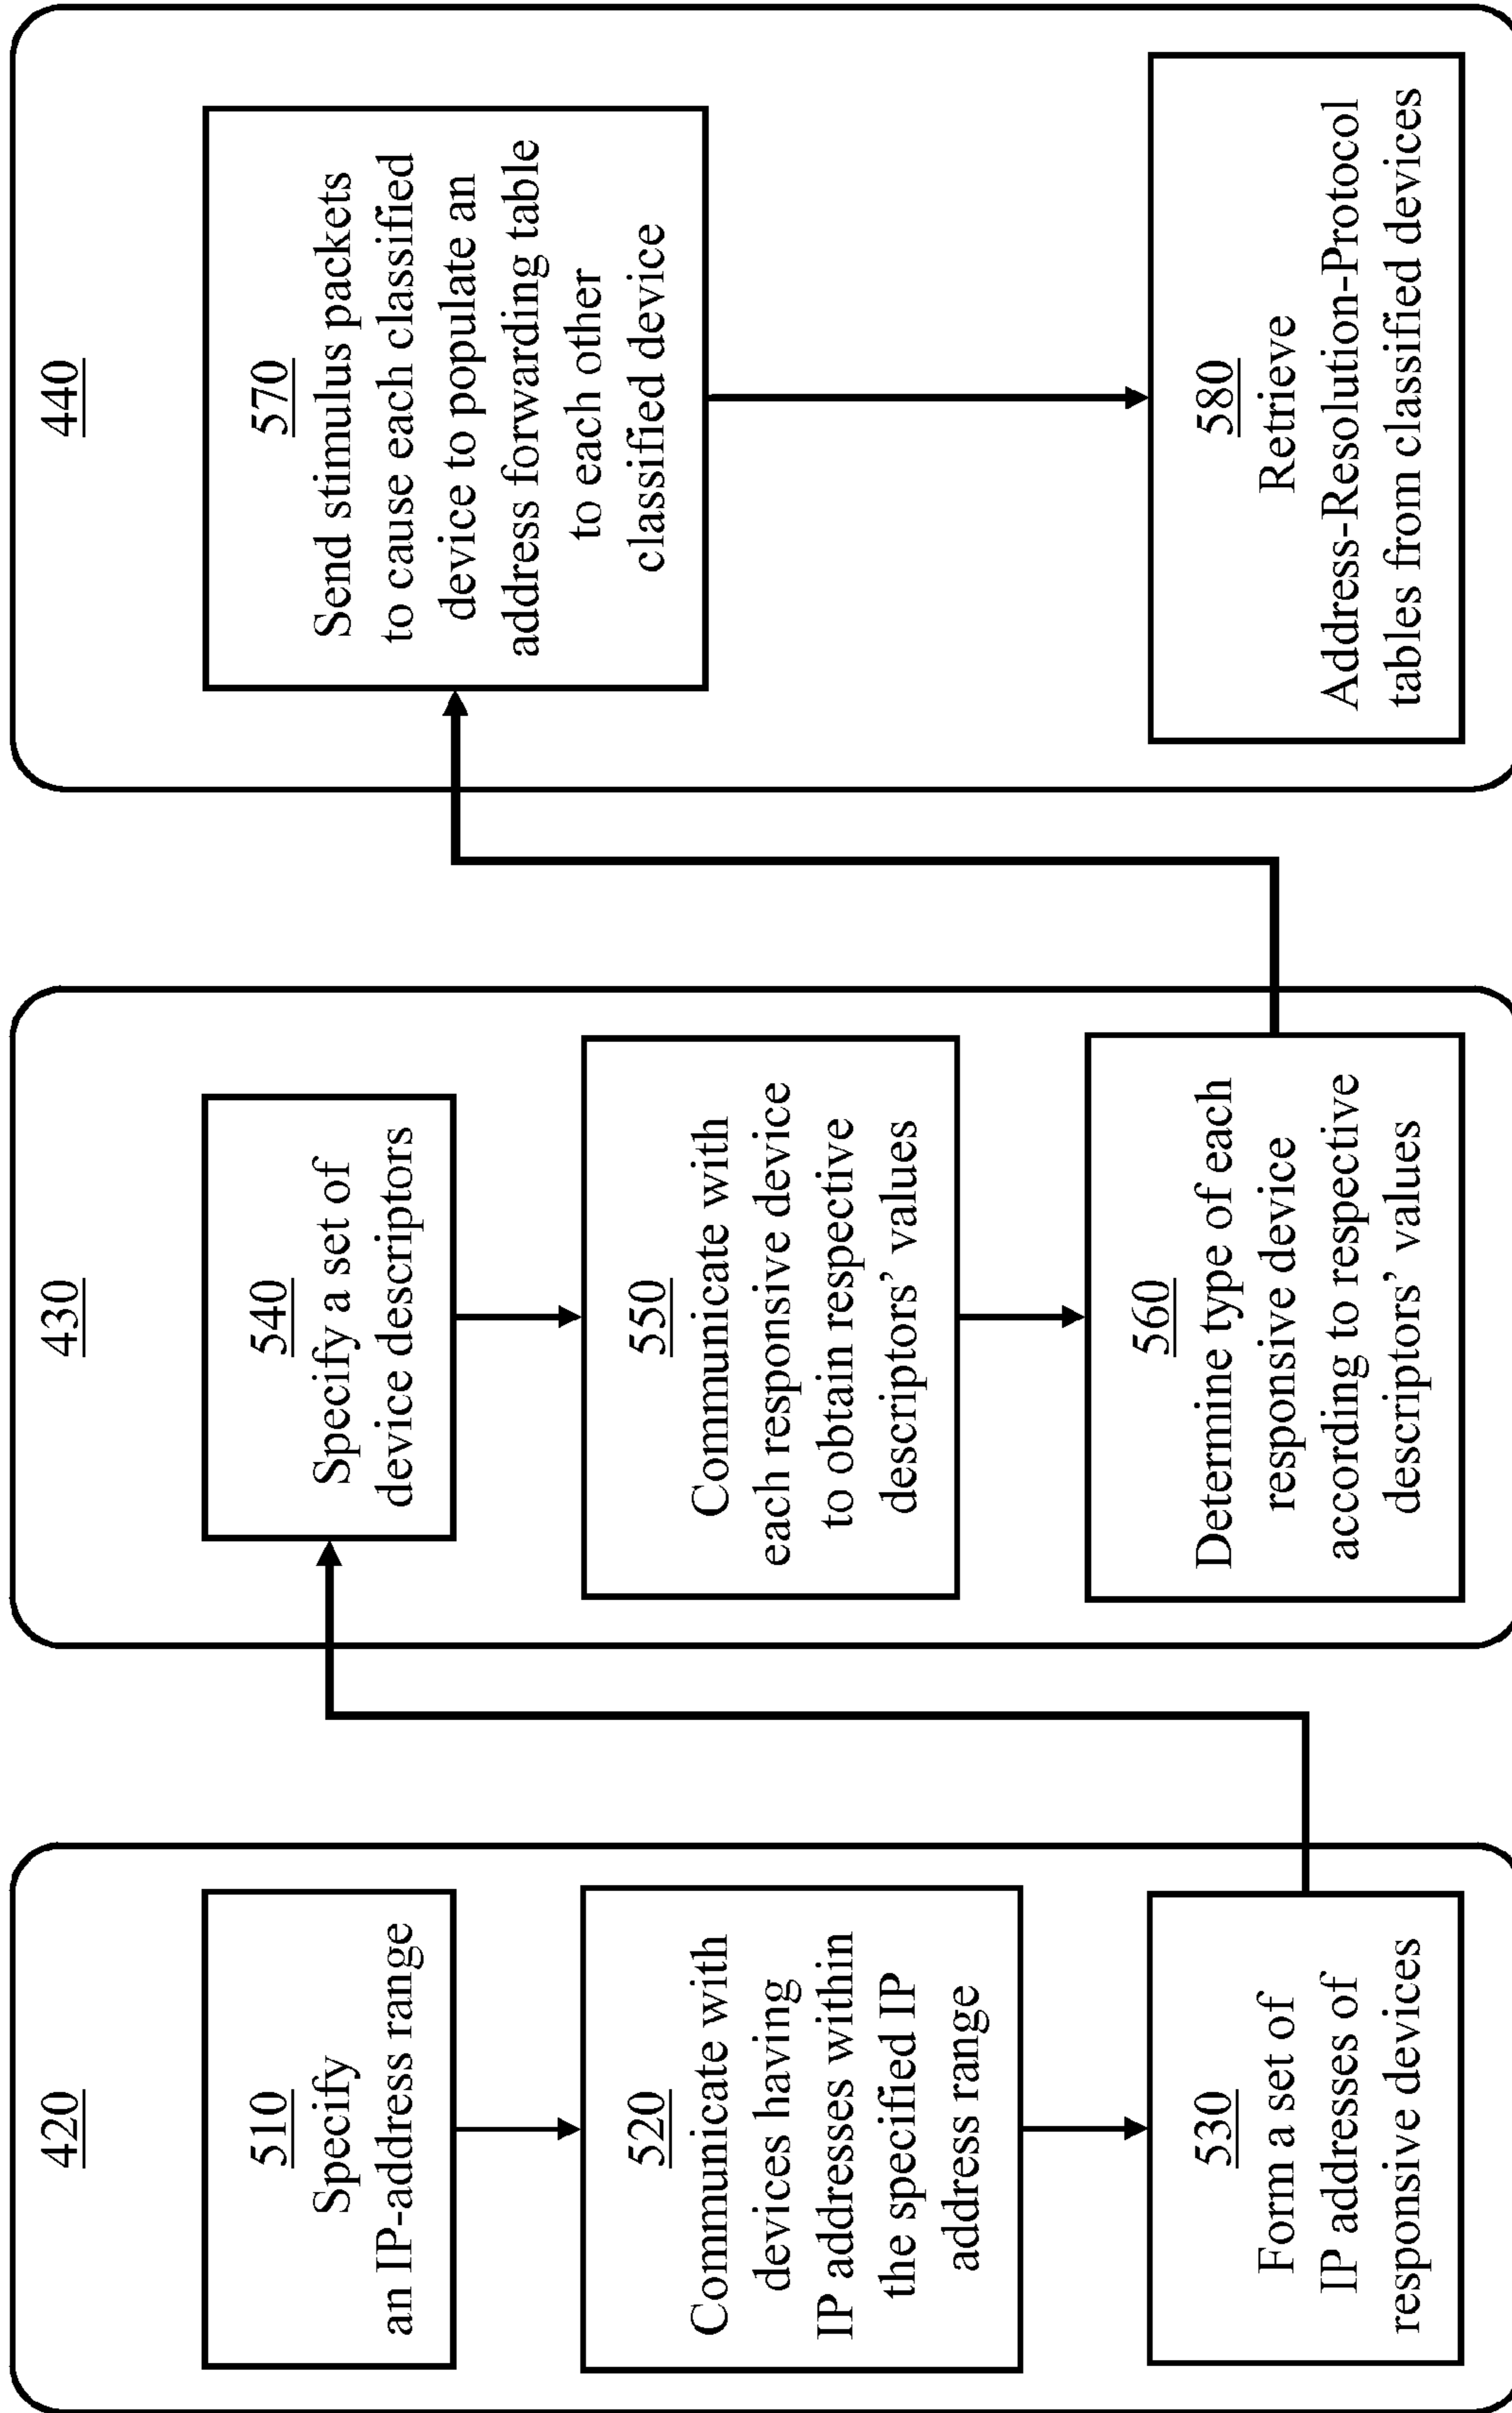 420
510
Specify
an IP-address range
520
Communicate with
devices having
IP addresses within
the specified IP
address range
530
Form a set of
IP addresses of
responsive devices
430
540
Specify a set of
device descriptors
550
Communicate with
each responsive device
to obtain respective
descriptors’ values
560
Determine type of each
responsive device
according to respective
descriptors’ values
440
570
Send stimulus packets
to cause each classified
device to populate an
address forwarding table
to each other
classified device
580
Retrieve
Address-Resolution-Protocol
tables from classified devices